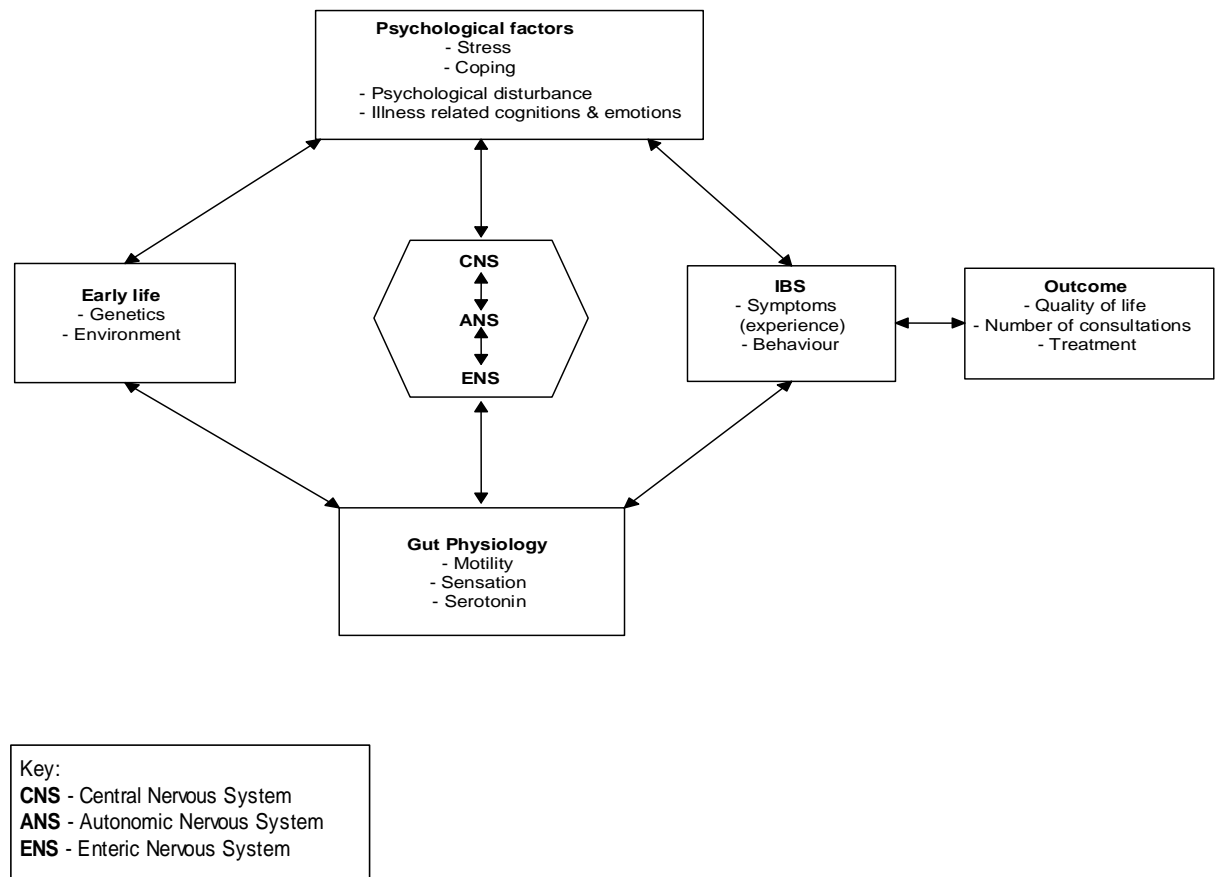 Psychological factors
- Stress
- Coping
- Psychological disturbance
- Illness related cognitions & emotions
CNS
ANS
ENS
Early life
- Genetics
- Environment
IBS
- Symptoms
(experience)
- Behaviour
Outcome
- Quality of life
- Number of consultations
- Treatment
Gut Physiology
- Motility
- Sensation
- Serotonin
Key:
CNS - Central Nervous System
ANS - Autonomic Nervous System
ENS - Enteric Nervous System